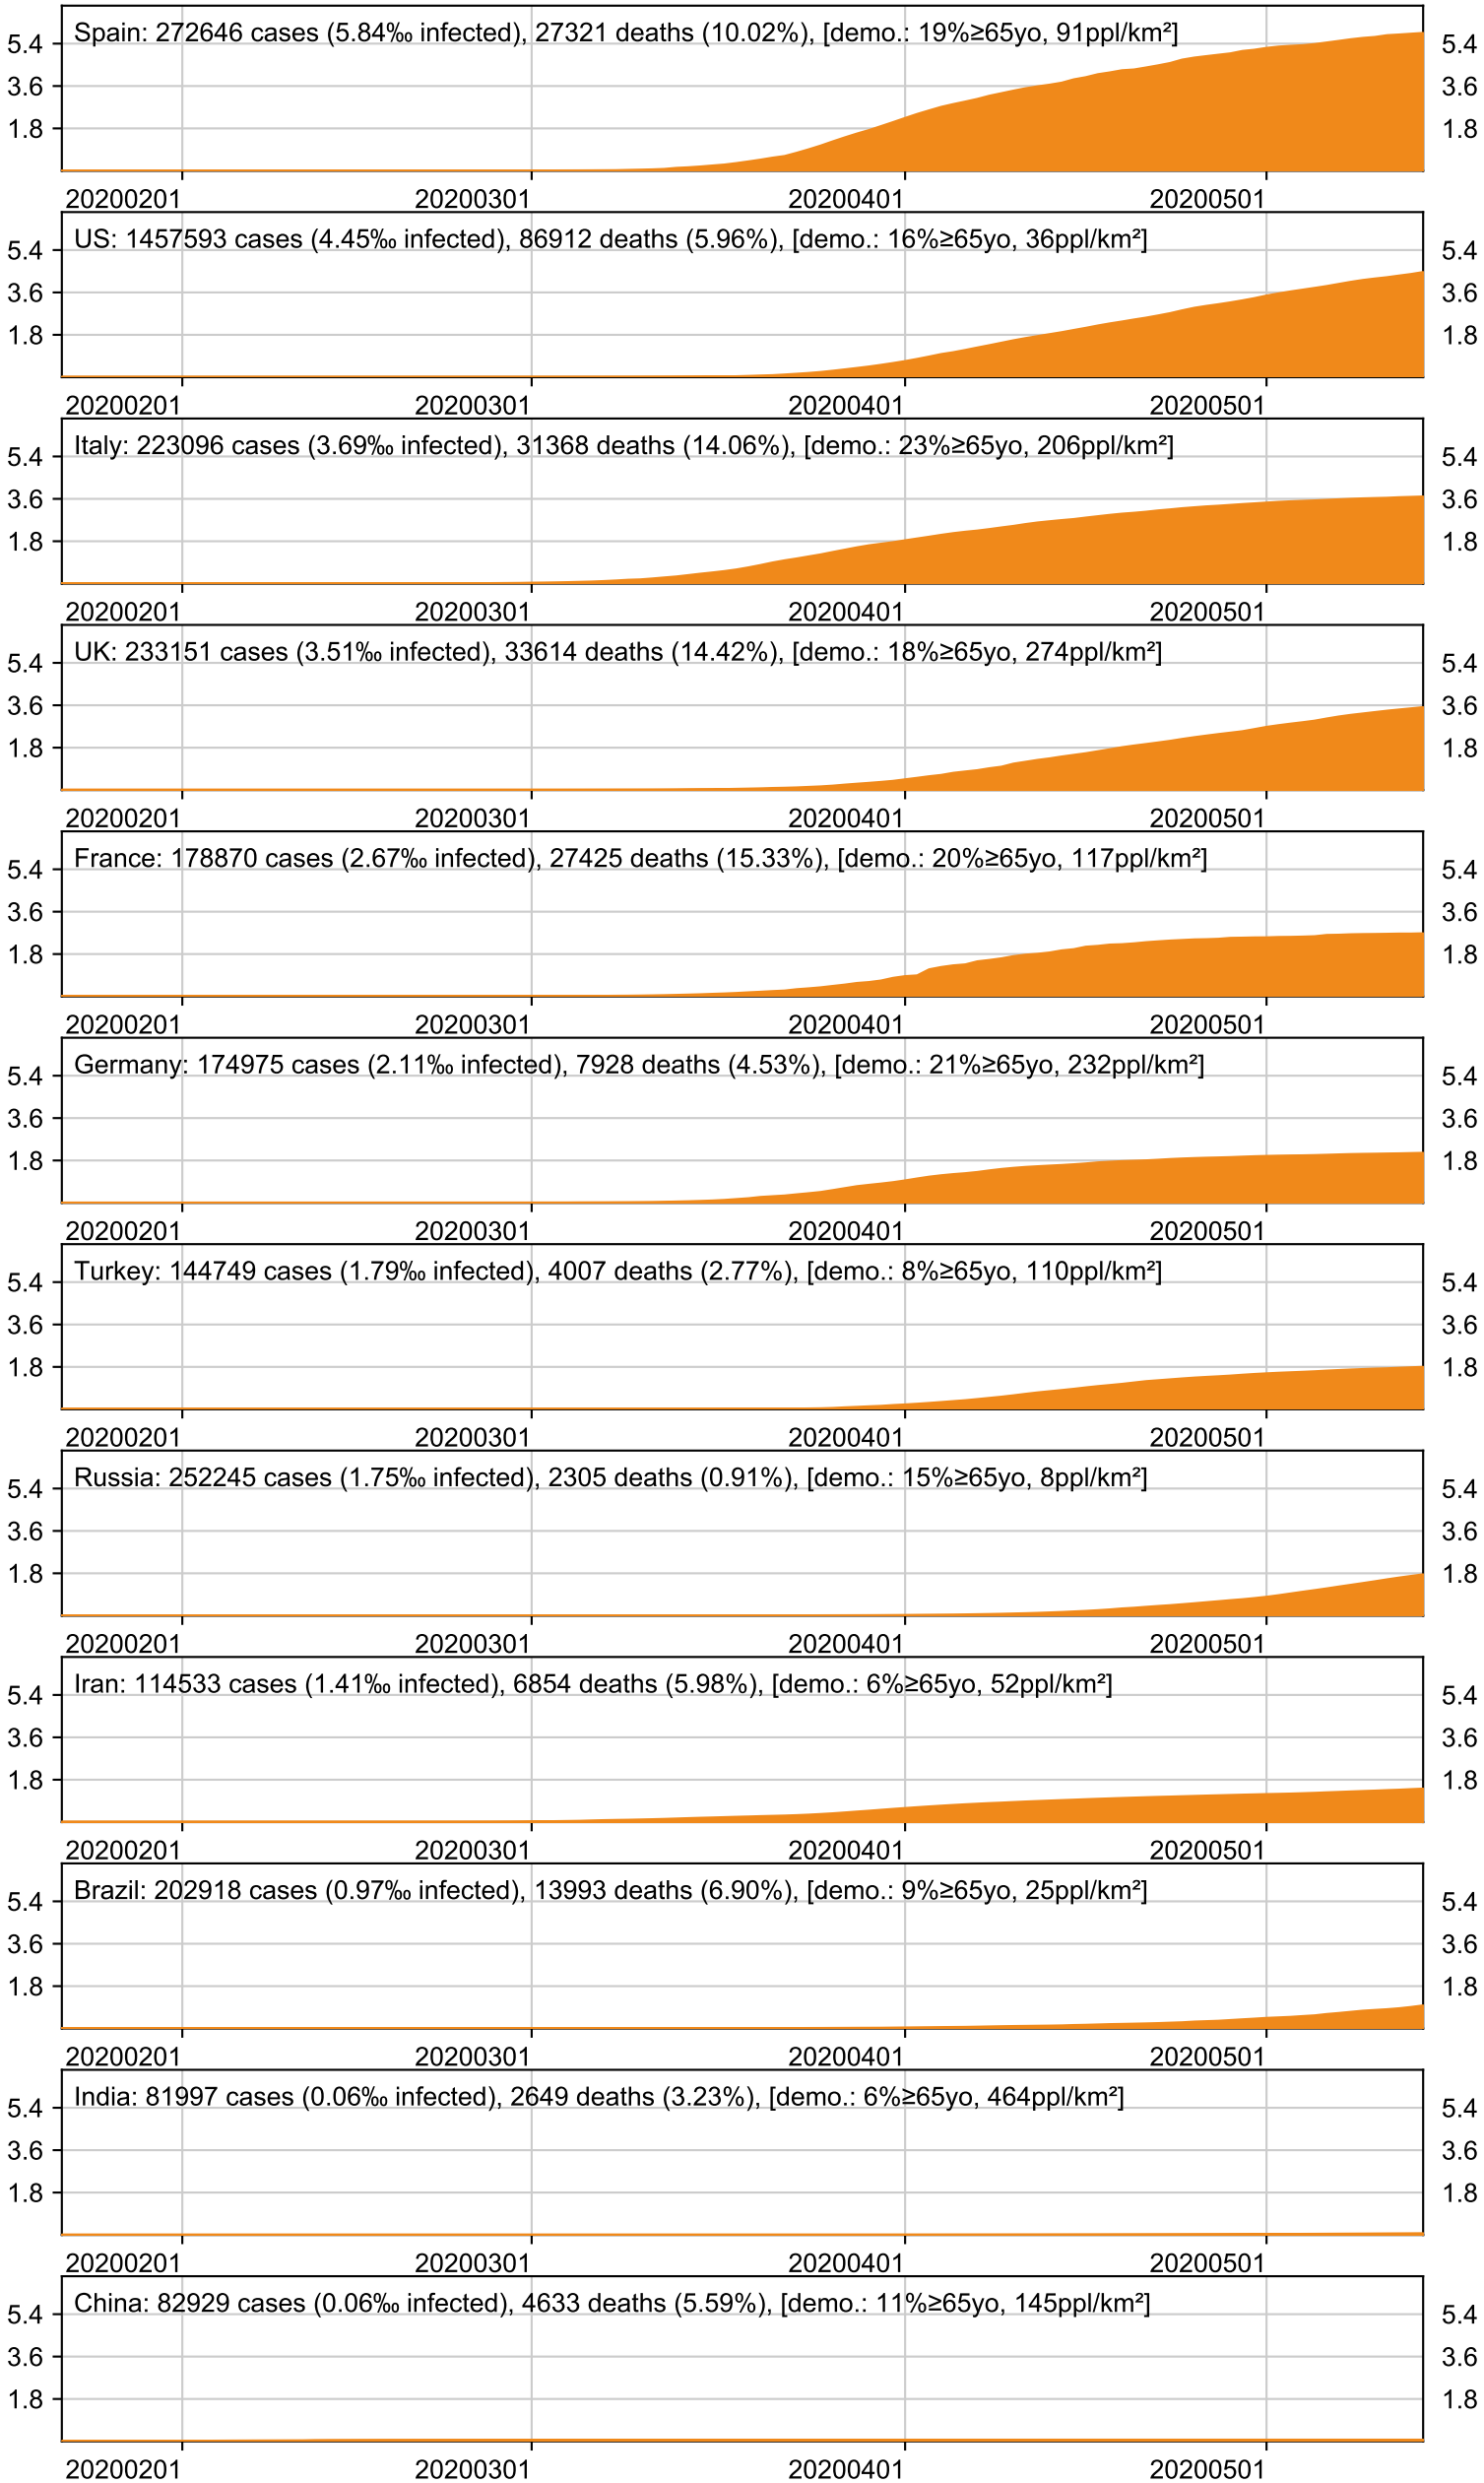 Spain: 272646 cases (5.84‰ infected), 27321 deaths (10.02%), [demo.: 19%≥65yo, 91ppl/km²]
5.4 5.4
3.6 3.6
1.8 1.8
20200201 20200301 20200401 20200501
US: 1457593 cases (4.45‰ infected), 86912 deaths (5.96%), [demo.: 16%≥65yo, 36ppl/km²]
5.4 5.4
3.6 3.6
1.8 1.8
20200201 20200301 20200401 20200501
Italy: 223096 cases (3.69‰ infected), 31368 deaths (14.06%), [demo.: 23%≥65yo, 206ppl/km²]
5.4 5.4
3.6 3.6
1.8 1.8
20200201 20200301 20200401 20200501
UK: 233151 cases (3.51‰ infected), 33614 deaths (14.42%), [demo.: 18%≥65yo, 274ppl/km²]
5.4 5.4
3.6 3.6
1.8 1.8
20200201 20200301 20200401 20200501
France: 178870 cases (2.67‰ infected), 27425 deaths (15.33%), [demo.: 20%≥65yo, 117ppl/km²]
5.4 5.4
3.6 3.6
1.8 1.8
20200201 20200301 20200401 20200501
Germany: 174975 cases (2.11‰ infected), 7928 deaths (4.53%), [demo.: 21%≥65yo, 232ppl/km²]
5.4 5.4
3.6 3.6
1.8 1.8
20200201 20200301 20200401 20200501
Turkey: 144749 cases (1.79‰ infected), 4007 deaths (2.77%), [demo.: 8%≥65yo, 110ppl/km²]
5.4 5.4
3.6 3.6
1.8 1.8
20200201 20200301 20200401 20200501
Russia: 252245 cases (1.75‰ infected), 2305 deaths (0.91%), [demo.: 15%≥65yo, 8ppl/km²]
5.4 5.4
3.6 3.6
1.8 1.8
20200201 20200301 20200401 20200501
Iran: 114533 cases (1.41‰ infected), 6854 deaths (5.98%), [demo.: 6%≥65yo, 52ppl/km²]
5.4 5.4
3.6 3.6
1.8 1.8
20200201 20200301 20200401 20200501
Brazil: 202918 cases (0.97‰ infected), 13993 deaths (6.90%), [demo.: 9%≥65yo, 25ppl/km²]
5.4 5.4
3.6 3.6
1.8 1.8
20200201 20200301 20200401 20200501
India: 81997 cases (0.06‰ infected), 2649 deaths (3.23%), [demo.: 6%≥65yo, 464ppl/km²]
5.4 5.4
3.6 3.6
1.8 1.8
20200201 20200301 20200401 20200501
China: 82929 cases (0.06‰ infected), 4633 deaths (5.59%), [demo.: 11%≥65yo, 145ppl/km²]
5.4 5.4
3.6 3.6
1.8 1.8
20200201 20200301 20200401 20200501